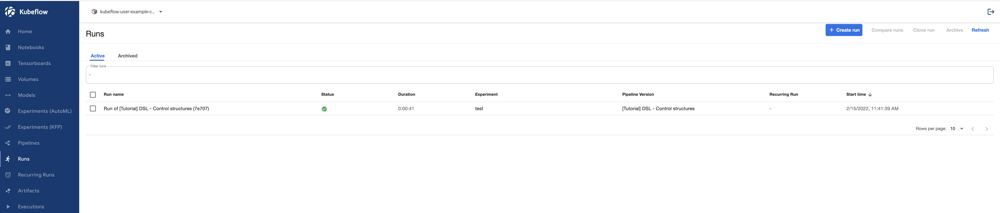 Kubeflow
kubeflow-user-example-c...
Home
Notebooks
Tensorboards
Volumes
Models
Experiments (AutoML)
Experiments (KFP)
Pipelines
Runs
Recurring Runs
Artifacts
Executions
Runs
+ Create run Compare runs Clone run Archive Refresh
Active Archived
Filter runs
Run name Status Duration Experiment Pipeline Version Recurring Run Start time
Run of [Tutorial] DSL - Control structures (7e707) 0:00:41 test [Tutorial] DSL - Control structures - 2/15/2022, 11:41:39 AM
Rows per page: 10